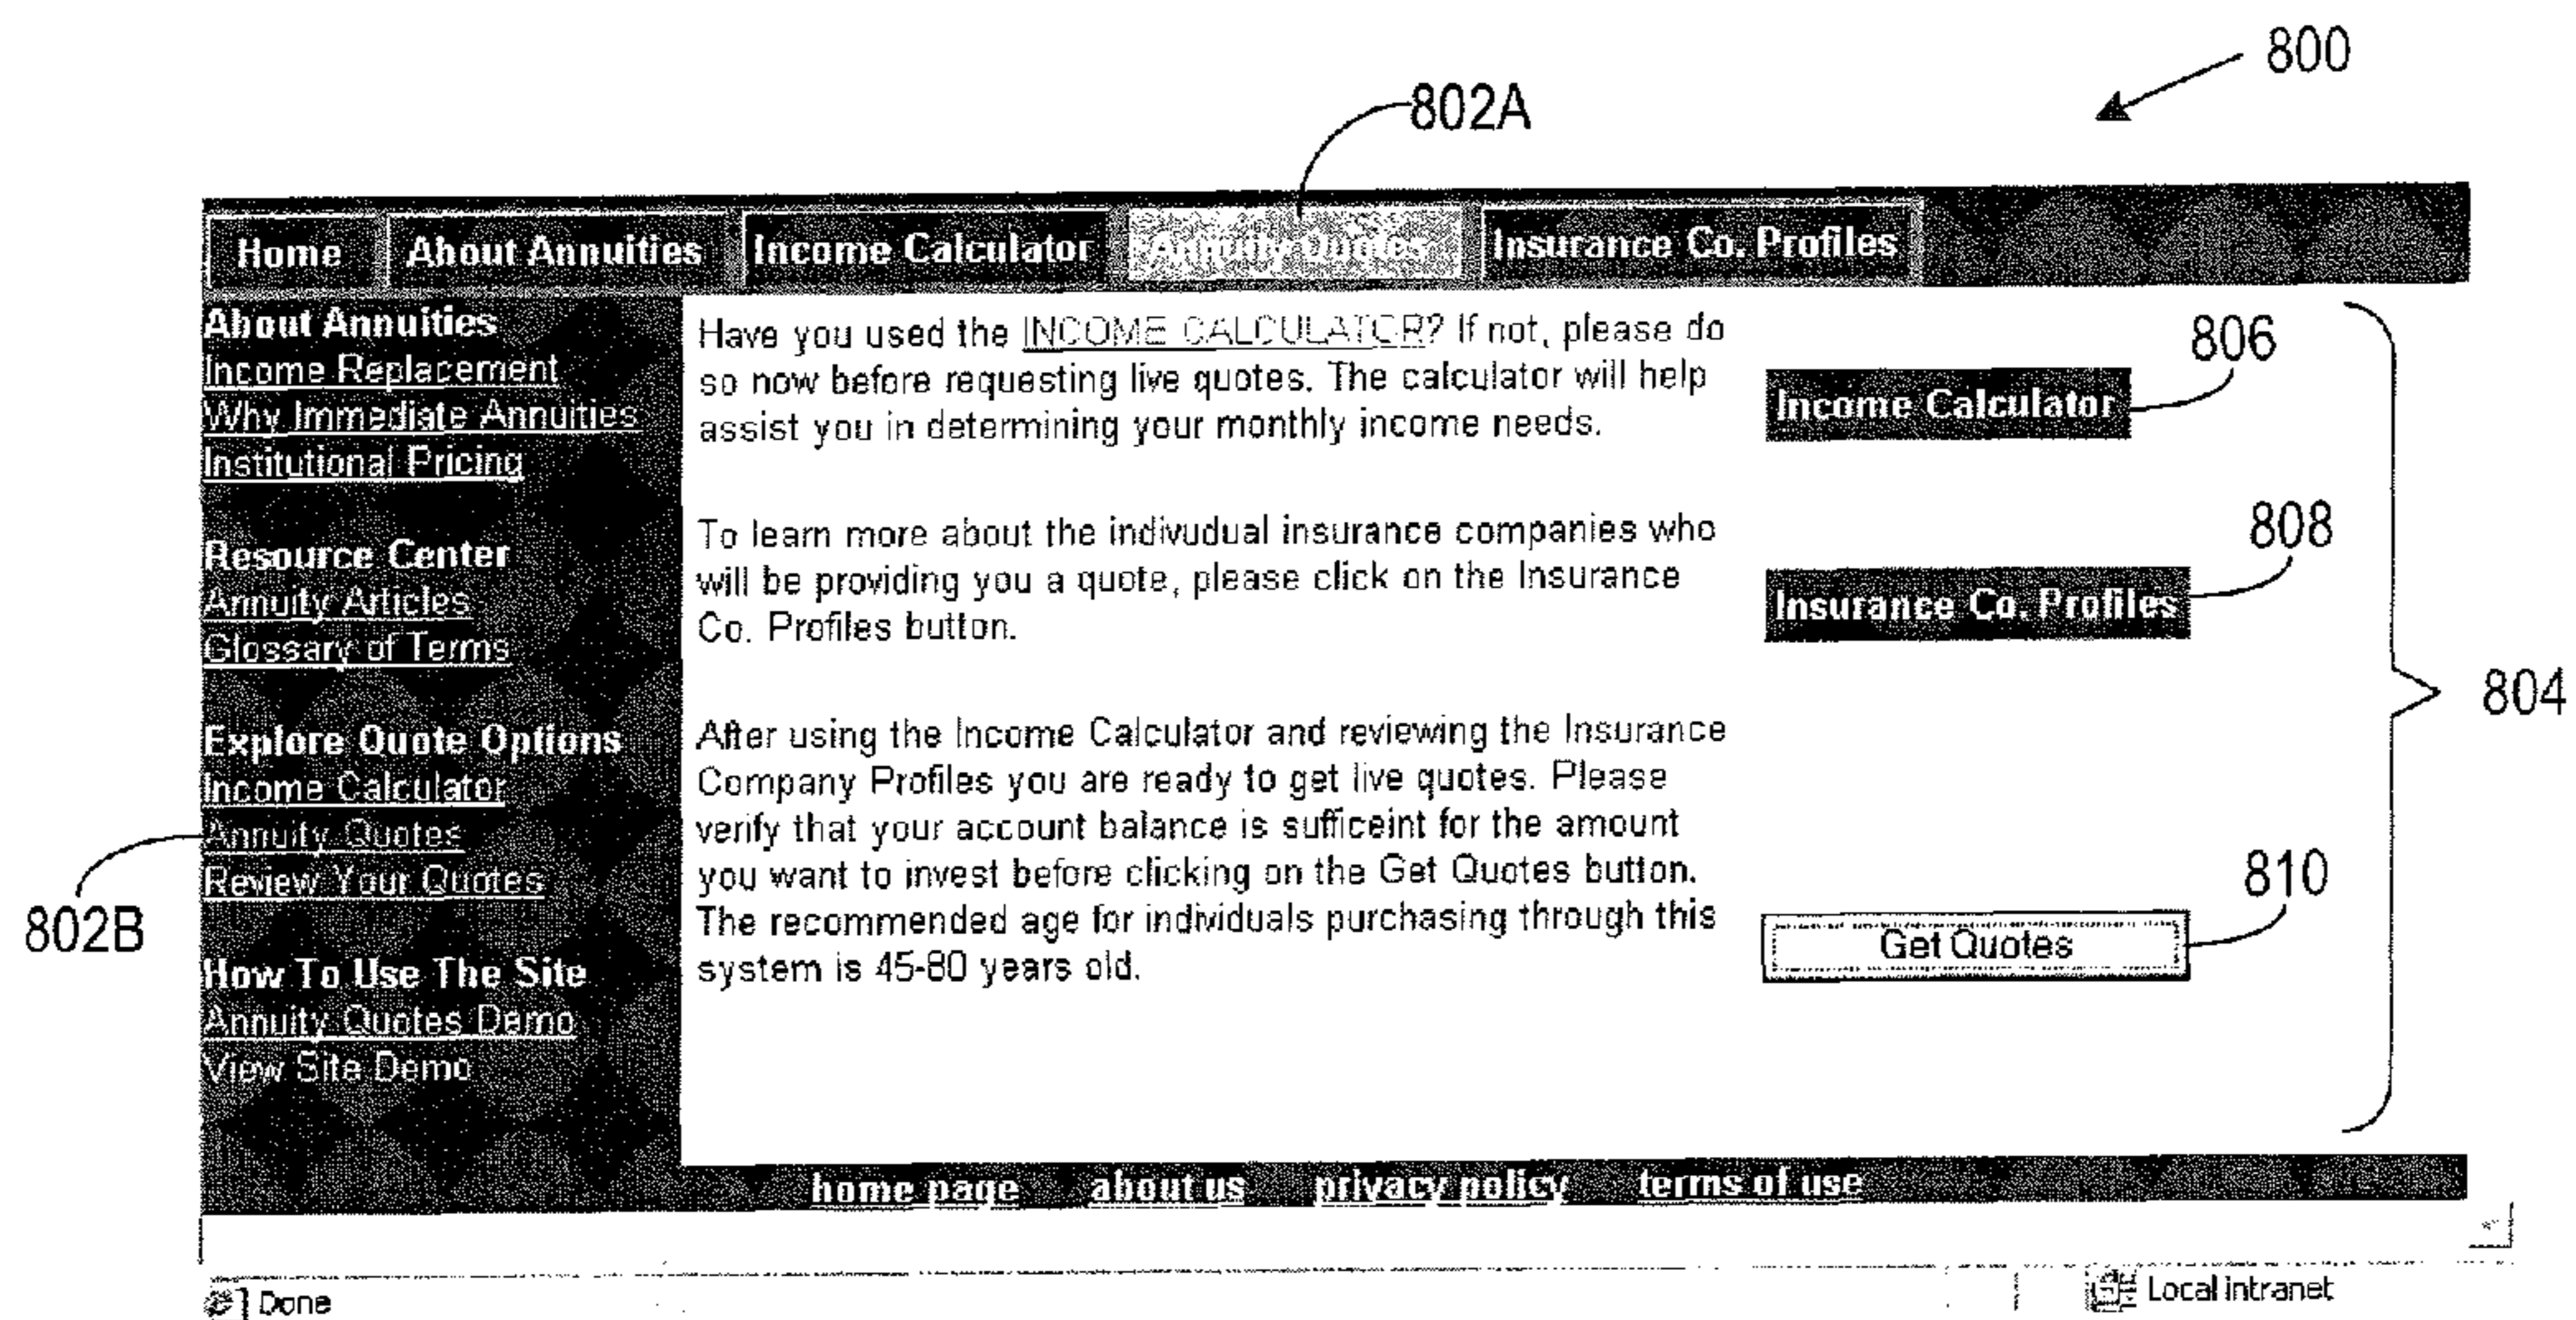 800
802A
Home About Annuities Income Calculator Annuity Quotes Insurance Co. Profiles
About Annuities
Income Replacement
Why Immediate Annuities
Institutional Pricing
Resource Center
Annuity Articles
Glossary of Terms
Explore Quote Options
Income Calculator
Annuity Quotes
Review Your Quotes
802B
How To Use The Site
Annuity Quotes Demo
View Site Demo
Have you used the INCOME CALCULATOR? If not, please do
so now before requesting live quotes. The calculator will help
assist you in determining your monthly income needs.
806
Income Calculator
To learn more about the indivudual insurance companies who
will be providing you a quote, please click on the Insurance
Co. Profiles button.
808
Insurance Co. Profiles
804
After using the Income Calculator and reviewing the Insurance
Company Profiles you are ready to get live quotes. Please
verify that your account balance is sufficeint for the amount
you want to invest before clicking on the Get Quotes button.
The recommended age for individuals purchasing through this
system is 45-80 years old.
810
Get Quotes
home page about us privacy policy terms of use
Done
Local intranet